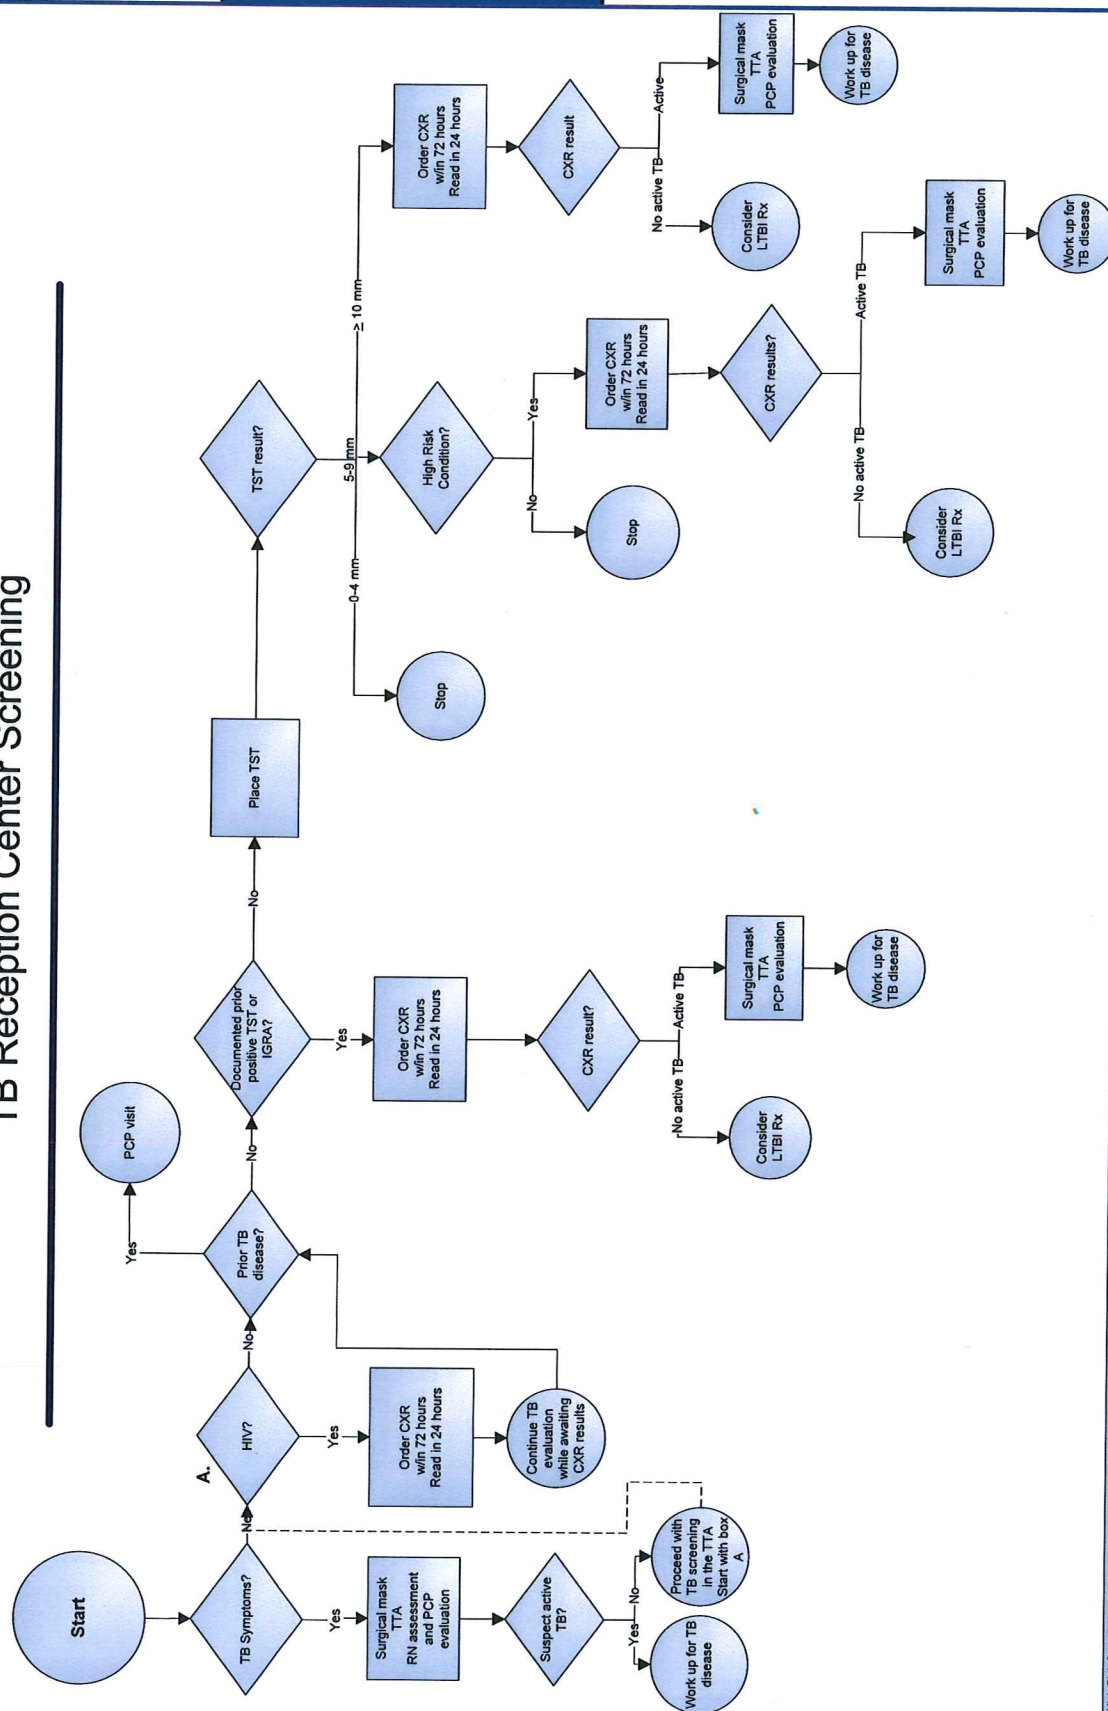 TB Reception Center Screening
Start
TB Symptoms?
Yes
No
Surgical mask
TTA
RN assessment
and PCP
evaluation
Suspect active
TB?
Yes
No
Work up for TB
disease
Proceed with
TB screening
in the TTA
Start with box
A
A.
HIV?
Yes
No
Order CXR
w/in 72 hours
Read in 24 hours
Continue TB
evaluation
while awaiting
CXR results
Prior TB
disease?
Yes
No
PCP visit
Documented prior
positive TST or
IGRA?
Yes
No
Order CXR
w/in 72 hours
Read in 24 hours
CXR result?
No active TB
Active TB
Consider
LTBI Rx
Surgical mask
TTA
PCP evaluation
Work up for
TB disease
Place TST
TST result?
0-4 mm
5-9 mm
≥ 10 mm
Stop
High Risk
Condition?
No
Yes
Stop
Order CXR
w/in 72 hours
Read in 24 hours
CXR results?
No active TB
Active TB
Consider
LTBI Rx
Surgical mask
TTA
PCP evaluation
Work up for
TB disease
Order CXR
w/in 72 hours
Read in 24 hours
CXR result
No active TB
Active
Consider
LTBI Rx
Surgical mask
TTA
PCP evaluation
Work up for
TB disease